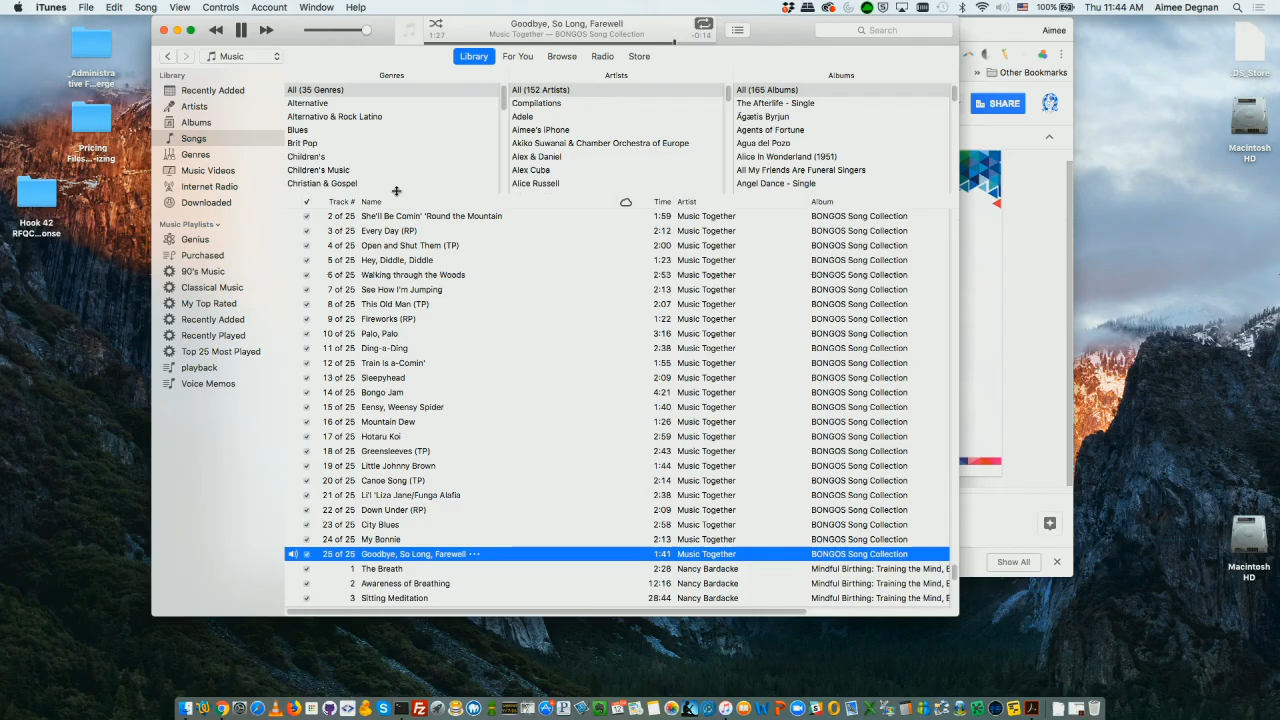 iTunes File Edit Song View Controls Account Window Help 100% Thu 11:44 AM Aimee Degnan
_Administrative F...erge
_Pricing Files...-izing
Hook 42 RFQC...onse
1:27 Goodbye, So Long, Farewell -0:14
Music Together — BONGOS Song Collection
Search
Music Library For You Browse Radio Store
Library
Recently Added
Artists
Albums
Songs
Genres
Music Videos
Internet Radio
Downloaded
Music Playlists
Genius
Purchased
90's Music
Classical Music
My Top Rated
Recently Added
Recently Played
Top 25 Most Played
playback
Voice Memos
Genres
All (35 Genres)
Alternative
Alternativo & Rock Latino
Blues
Brit Pop
Children's
Children's Music
Christian & Gospel
Artists
All (152 Artists)
Compilations
Adele
Aimee's iPhone
Akiko Suwanai & Chamber Orchestra of Europe
Alex & Daniel
Alex Cuba
Alice Russell
Albums
All (165 Albums)
The Afterlife - Single
Ágætis Byrjun
Agents of Fortune
Agua del Pozo
Alice In Wonderland (1951)
All My Friends Are Funeral Singers
Angel Dance - Single
Track # Name Time Artist Album
2 of 25 She'll Be Comin' 'Round the Mountain 1:59 Music Together BONGOS Song Collection
3 of 25 Every Day (RP) 2:12 Music Together BONGOS Song Collection
4 of 25 Open and Shut Them (TP) 2:00 Music Together BONGOS Song Collection
5 of 25 Hey, Diddle, Diddle 1:23 Music Together BONGOS Song Collection
6 of 25 Walking through the Woods 2:53 Music Together BONGOS Song Collection
7 of 25 See How I'm Jumping 2:13 Music Together BONGOS Song Collection
8 of 25 This Old Man (TP) 2:07 Music Together BONGOS Song Collection
9 of 25 Fireworks (RP) 1:22 Music Together BONGOS Song Collection
10 of 25 Palo, Palo 3:16 Music Together BONGOS Song Collection
11 of 25 Ding-a-Ding 2:38 Music Together BONGOS Song Collection
12 of 25 Train Is a-Comin' 1:55 Music Together BONGOS Song Collection
13 of 25 Sleepyhead 2:09 Music Together BONGOS Song Collection
14 of 25 Bongo Jam 4:21 Music Together BONGOS Song Collection
15 of 25 Eensy, Weensy Spider 1:40 Music Together BONGOS Song Collection
16 of 25 Mountain Dew 1:26 Music Together BONGOS Song Collection
17 of 25 Hotaru Koi 2:59 Music Together BONGOS Song Collection
18 of 25 Greensleeves (TP) 2:43 Music Together BONGOS Song Collection
19 of 25 Little Johnny Brown 1:44 Music Together BONGOS Song Collection
20 of 25 Canoe Song (TP) 2:14 Music Together BONGOS Song Collection
21 of 25 Li'l 'Liza Jane/Funga Alafia 2:38 Music Together BONGOS Song Collection
22 of 25 Down Under (RP) 2:09 Music Together BONGOS Song Collection
23 of 25 City Blues 2:58 Music Together BONGOS Song Collection
24 of 25 My Bonnie 2:13 Music Together BONGOS Song Collection
25 of 25 Goodbye, So Long, Farewell ··· 1:41 Music Together BONGOS Song Collection
1 The Breath 2:28 Nancy Bardacke Mindful Birthing: Training the Mind, B
2 Awareness of Breathing 12:16 Nancy Bardacke Mindful Birthing: Training the Mind, B
3 Sitting Meditation 28:44 Nancy Bardacke Mindful Birthing: Training the Mind, B
Aimee
» Other Bookmarks
SHARE
Show All
.DS_Store
Macintosh HD
Macintosh HD